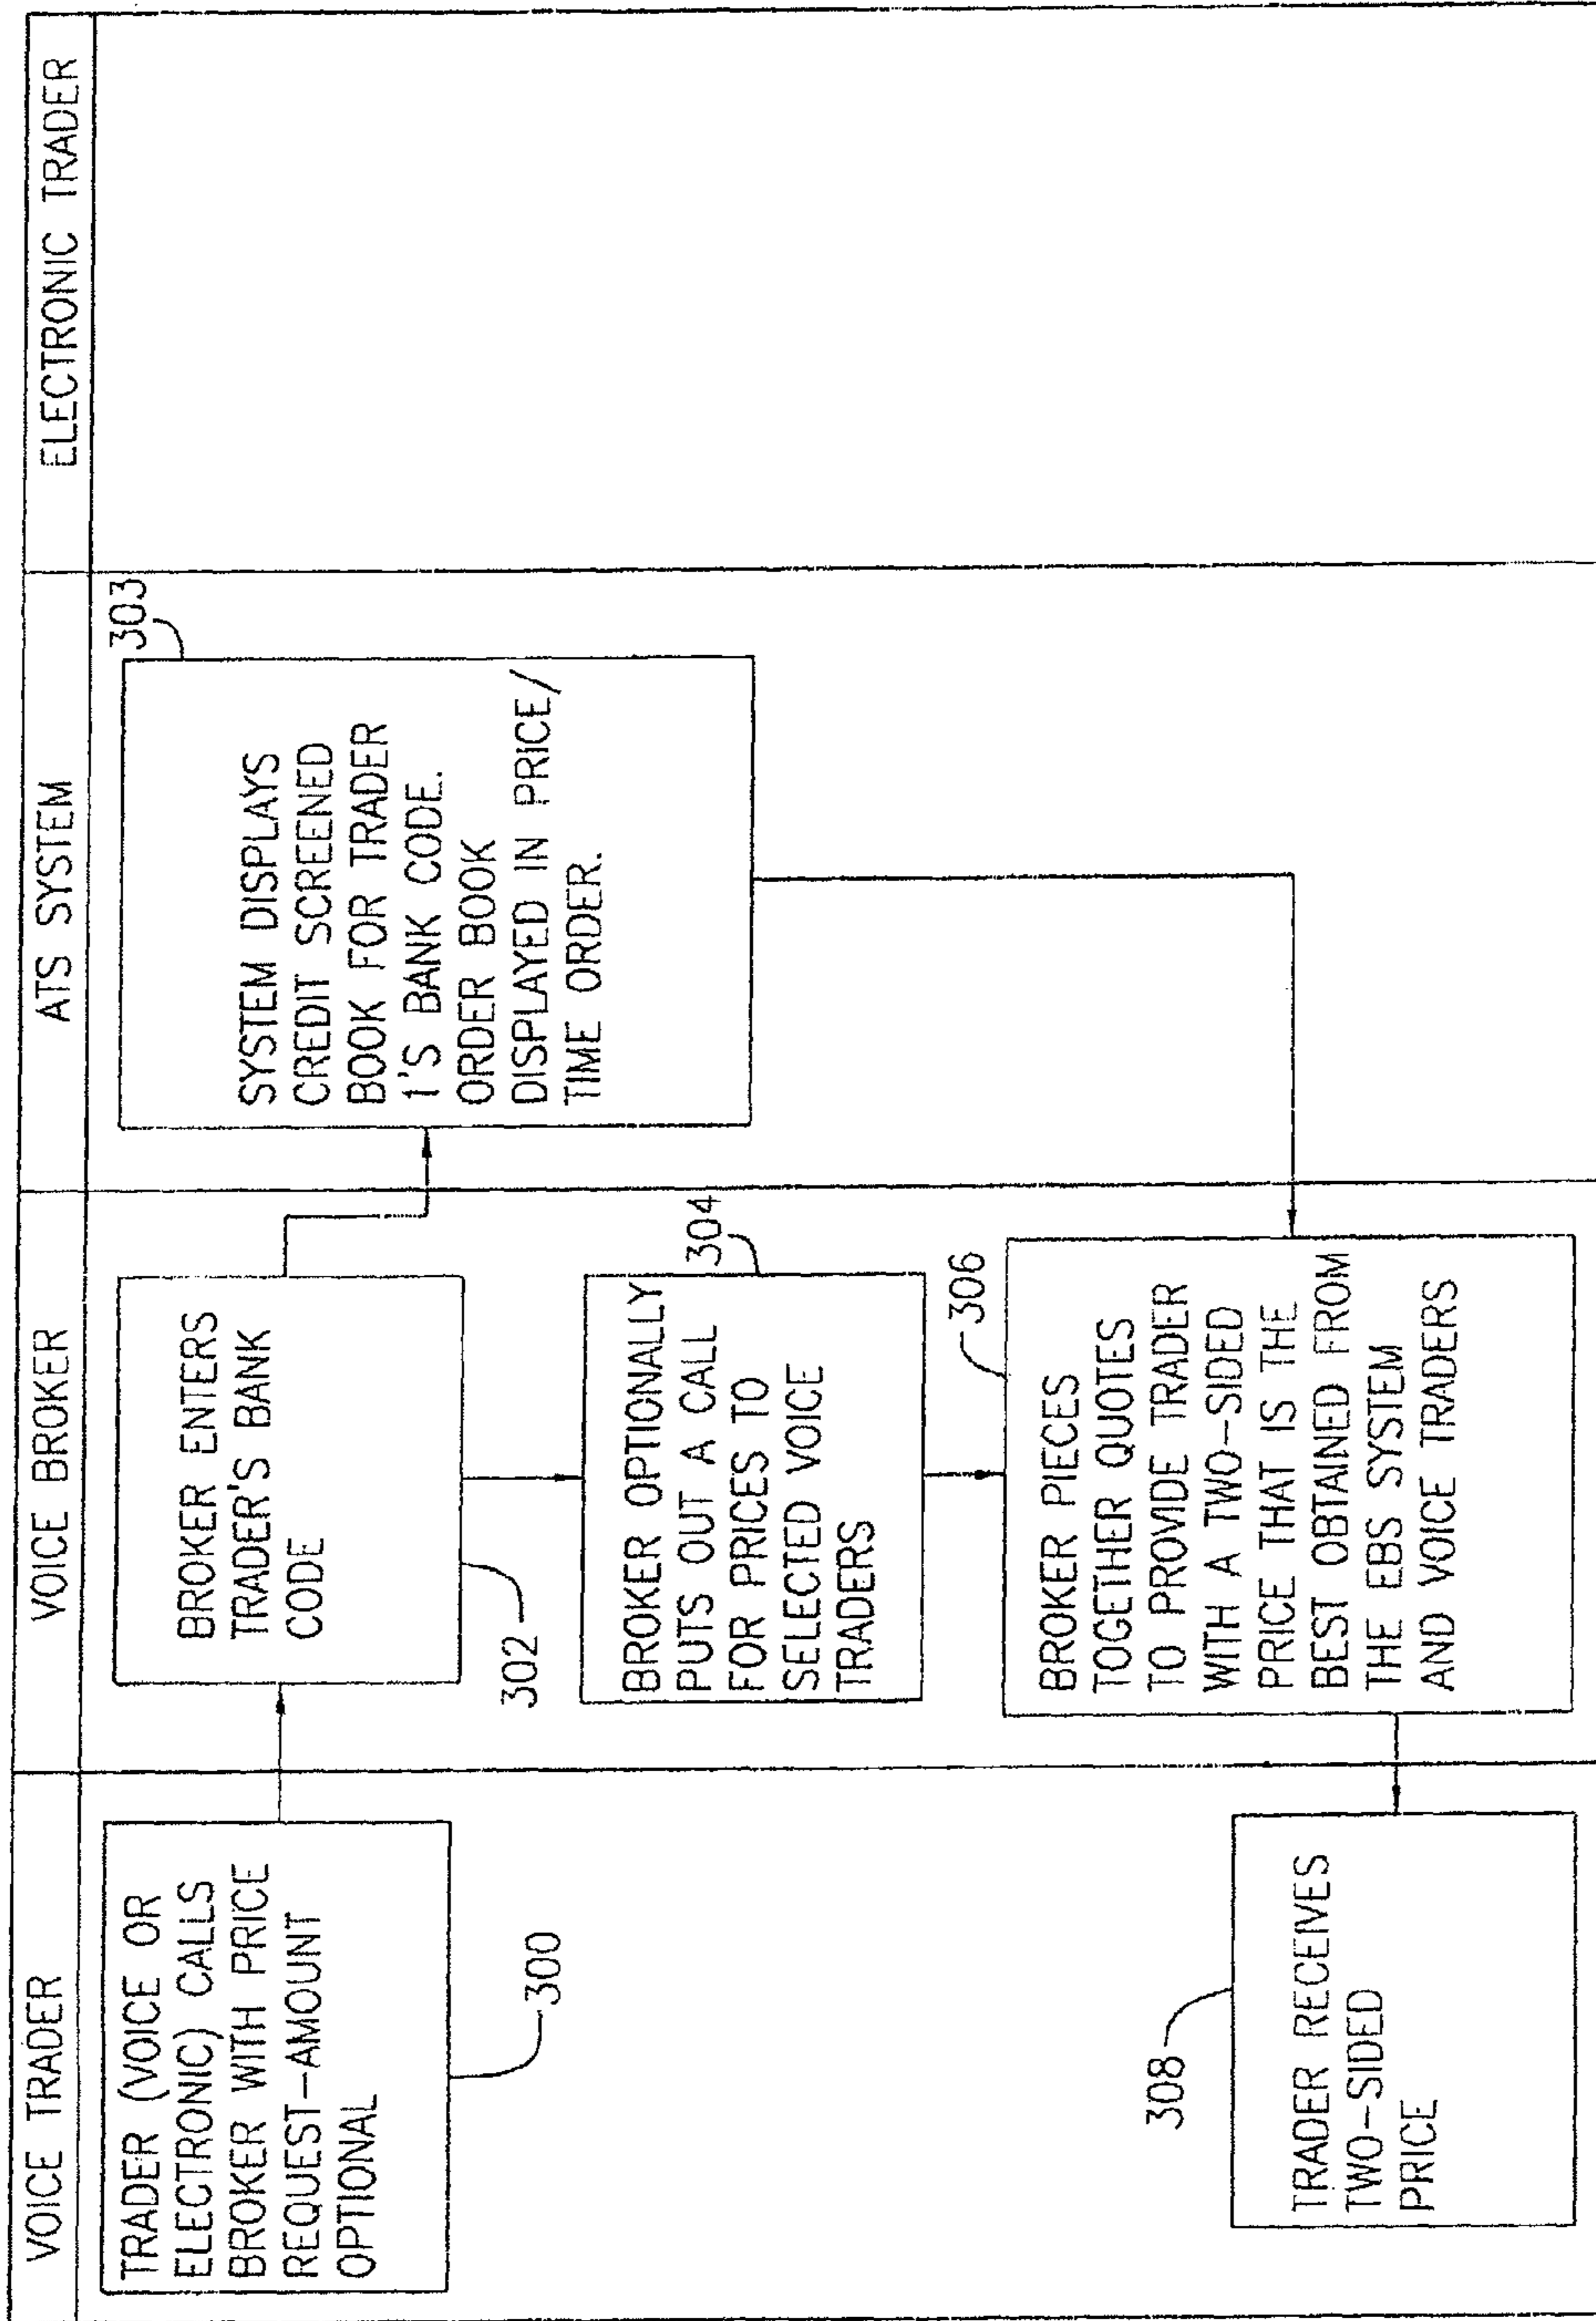 VOICE TRADER
VOICE BROKER
ATS SYSTEM
ELECTRONIC TRADER
TRADER (VOICE OR
ELECTRONIC) CALLS
BROKER WITH PRICE
REQUEST-AMOUNT
OPTIONAL
300
BROKER ENTERS
TRADER'S BANK
CODE
302
SYSTEM DISPLAYS
CREDIT SCREENED
BOOK FOR TRADER
1'S BANK CODE.
ORDER BOOK
DISPLAYED IN PRICE/
TIME ORDER.
303
BROKER OPTIONALLY
PUTS OUT A CALL
FOR PRICES TO
SELECTED VOICE
TRADERS
304
BROKER PIECES
TOGETHER QUOTES
TO PROVIDE TRADER
WITH A TWO-SIDED
PRICE THAT IS THE
BEST OBTAINED FROM
THE EBS SYSTEM
AND VOICE TRADERS
306
TRADER RECEIVES
TWO-SIDED
PRICE
308